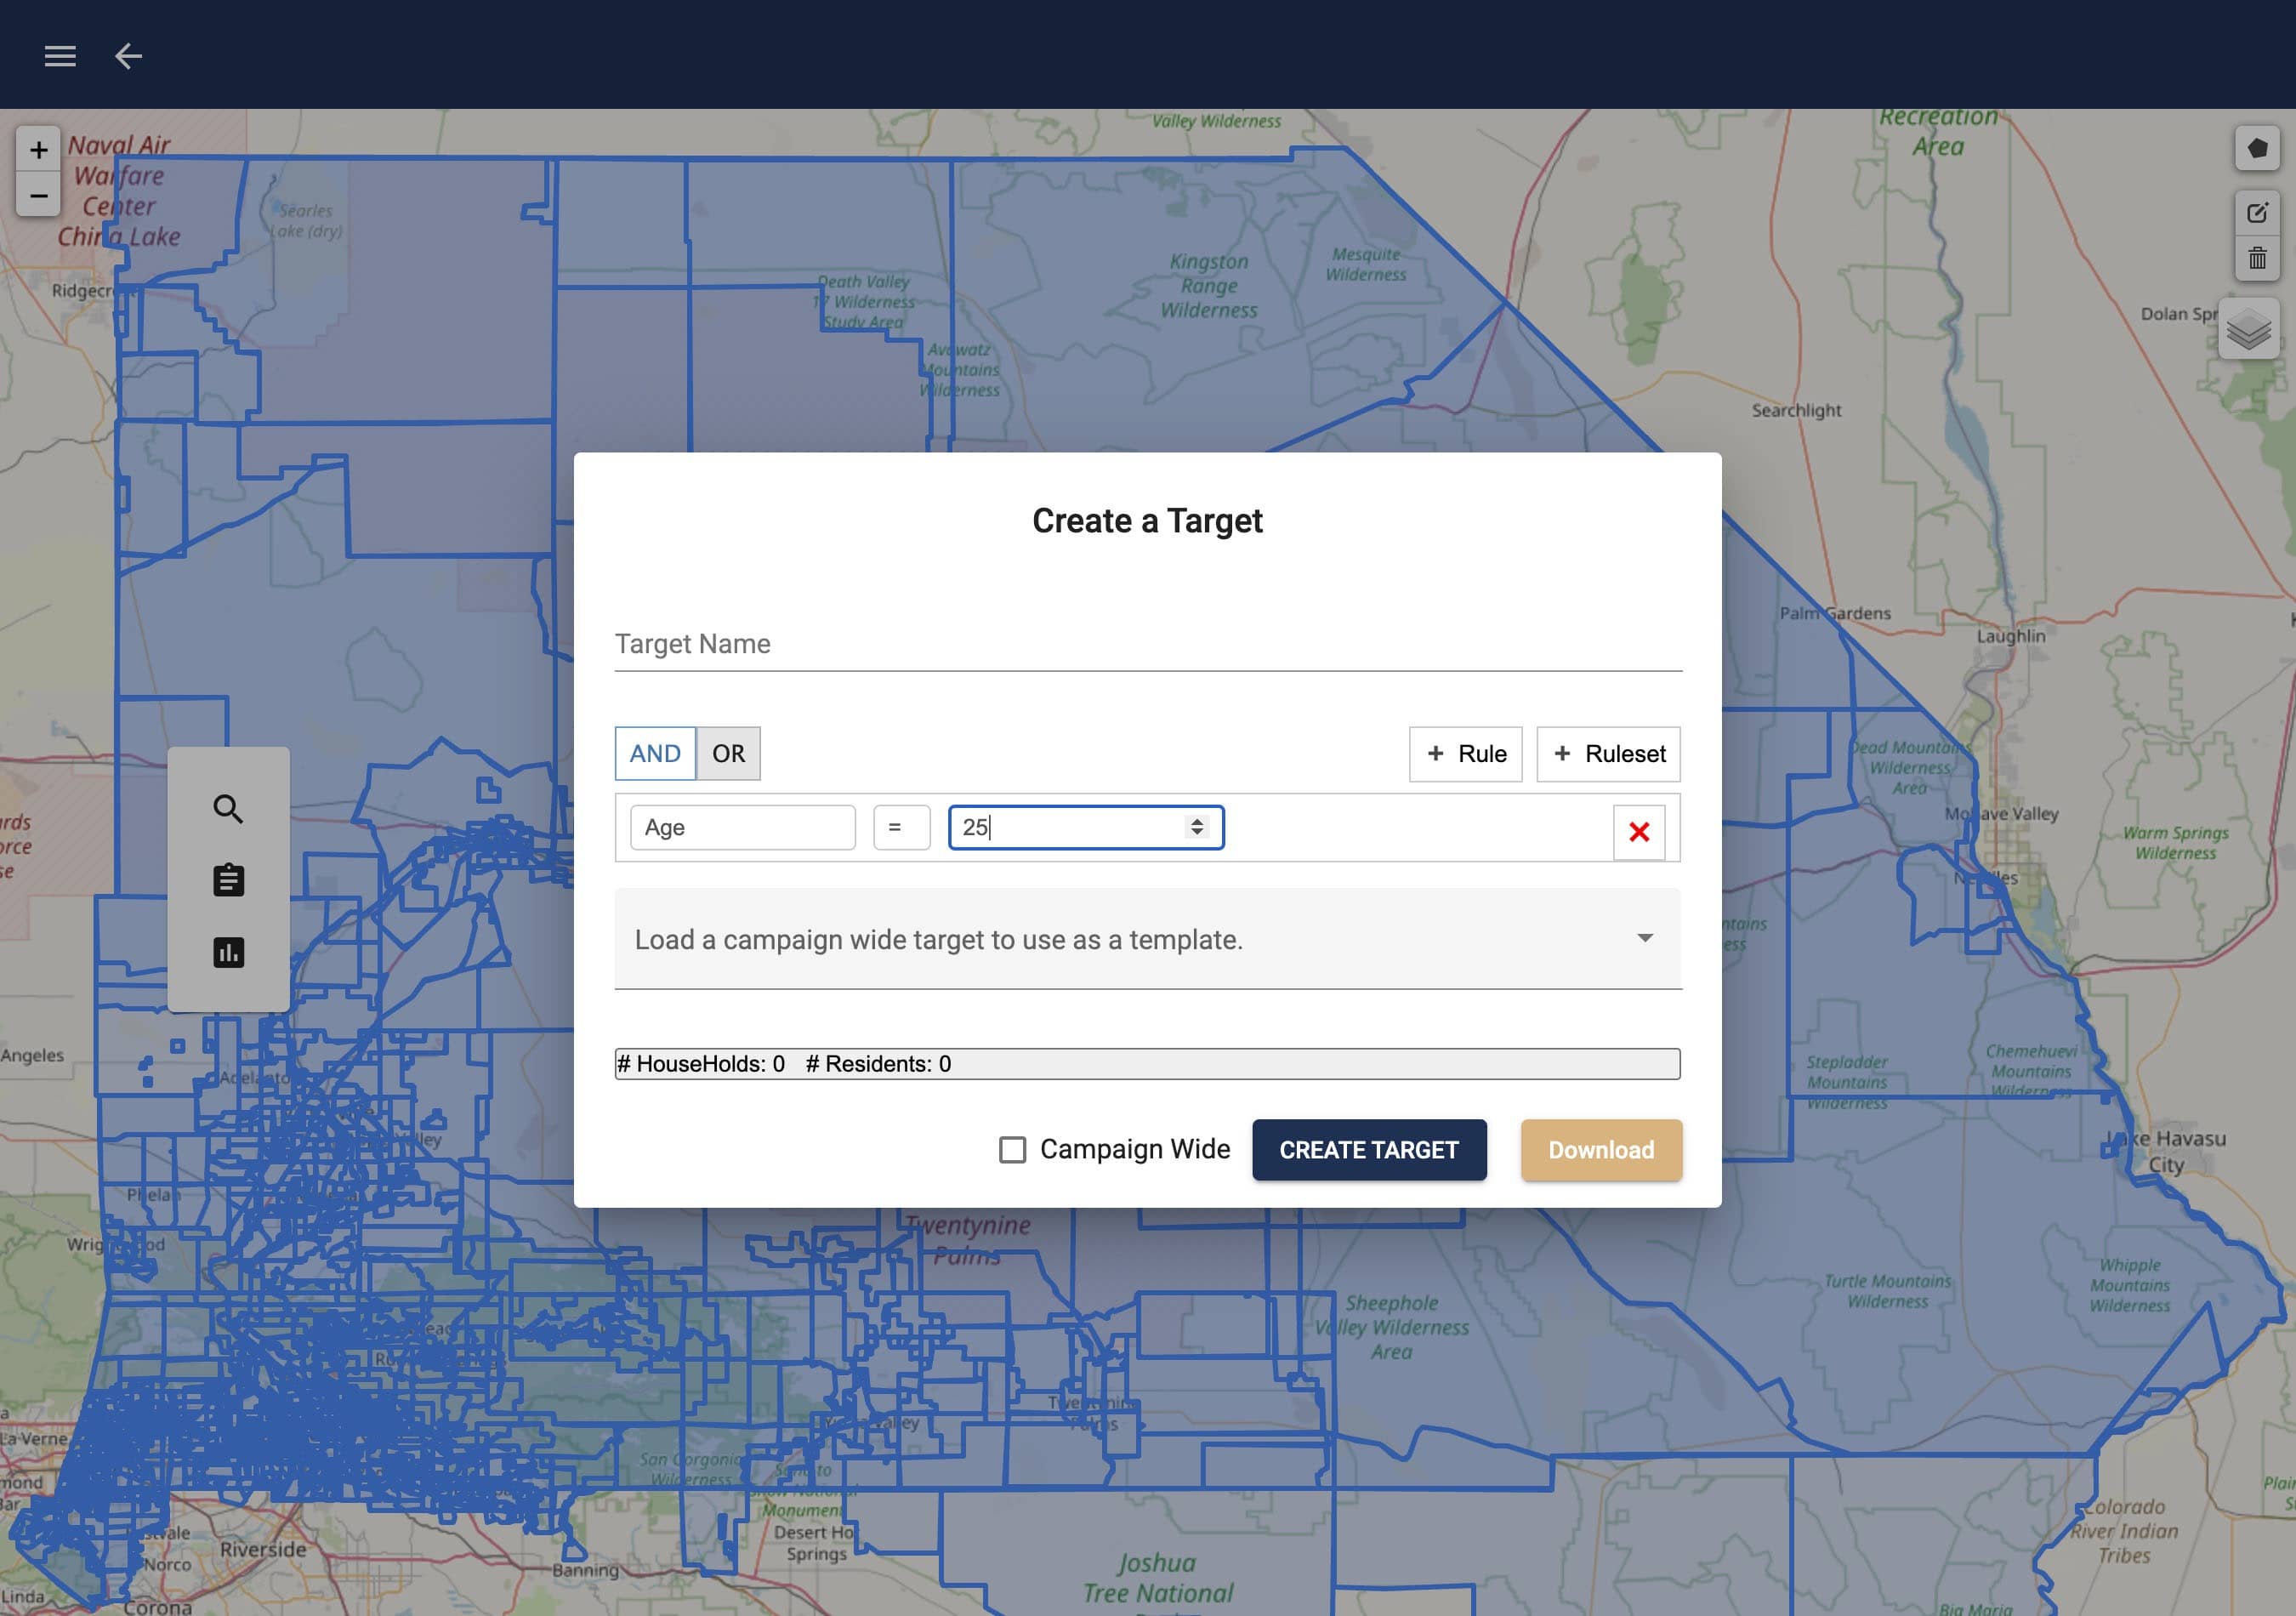 Create a Target
Target Name
AND OR
+ Rule
+ Ruleset
Age
=
25
Load a campaign wide target to use as a template.
# HouseHolds: 0 # Residents: 0
Campaign Wide
CREATE TARGET
Download
+
−
Naval Air
Warfare
Center
China Lake
Searles
Lake (dry)
Valley Wilderness
Recreation
Area
Death Valley
17 Wilderness
Study Area
Kingston
Range
Wilderness
Mesquite
Wilderness
Avawatz
Mountains
Wilderness
Dolan Spr
Searchlight
Palm Gardens
Laughlin
Dead Mountains
Wilderness
Area
Mohave Valley
Warm Springs
Wilderness
Needles
Angeles
Adelanto
Stepladder
Mountains
Wilderness
Chemehuevi
Mountains
Wilderness
Lake Havasu
City
Phelan
Wrightwood
Twentynine
Palms
Sheephole
Valley Wilderness
Area
Turtle Mountains
Wilderness
Whipple
Mountains
Wilderness
La Verne
San Gorgonio
Wilderness
Monument
Desert Ho
Springs
Norco
Riverside
Banning
Linda
Corona
Joshua
Tree National
Colorado
River Indian
Tribes
Big Maria